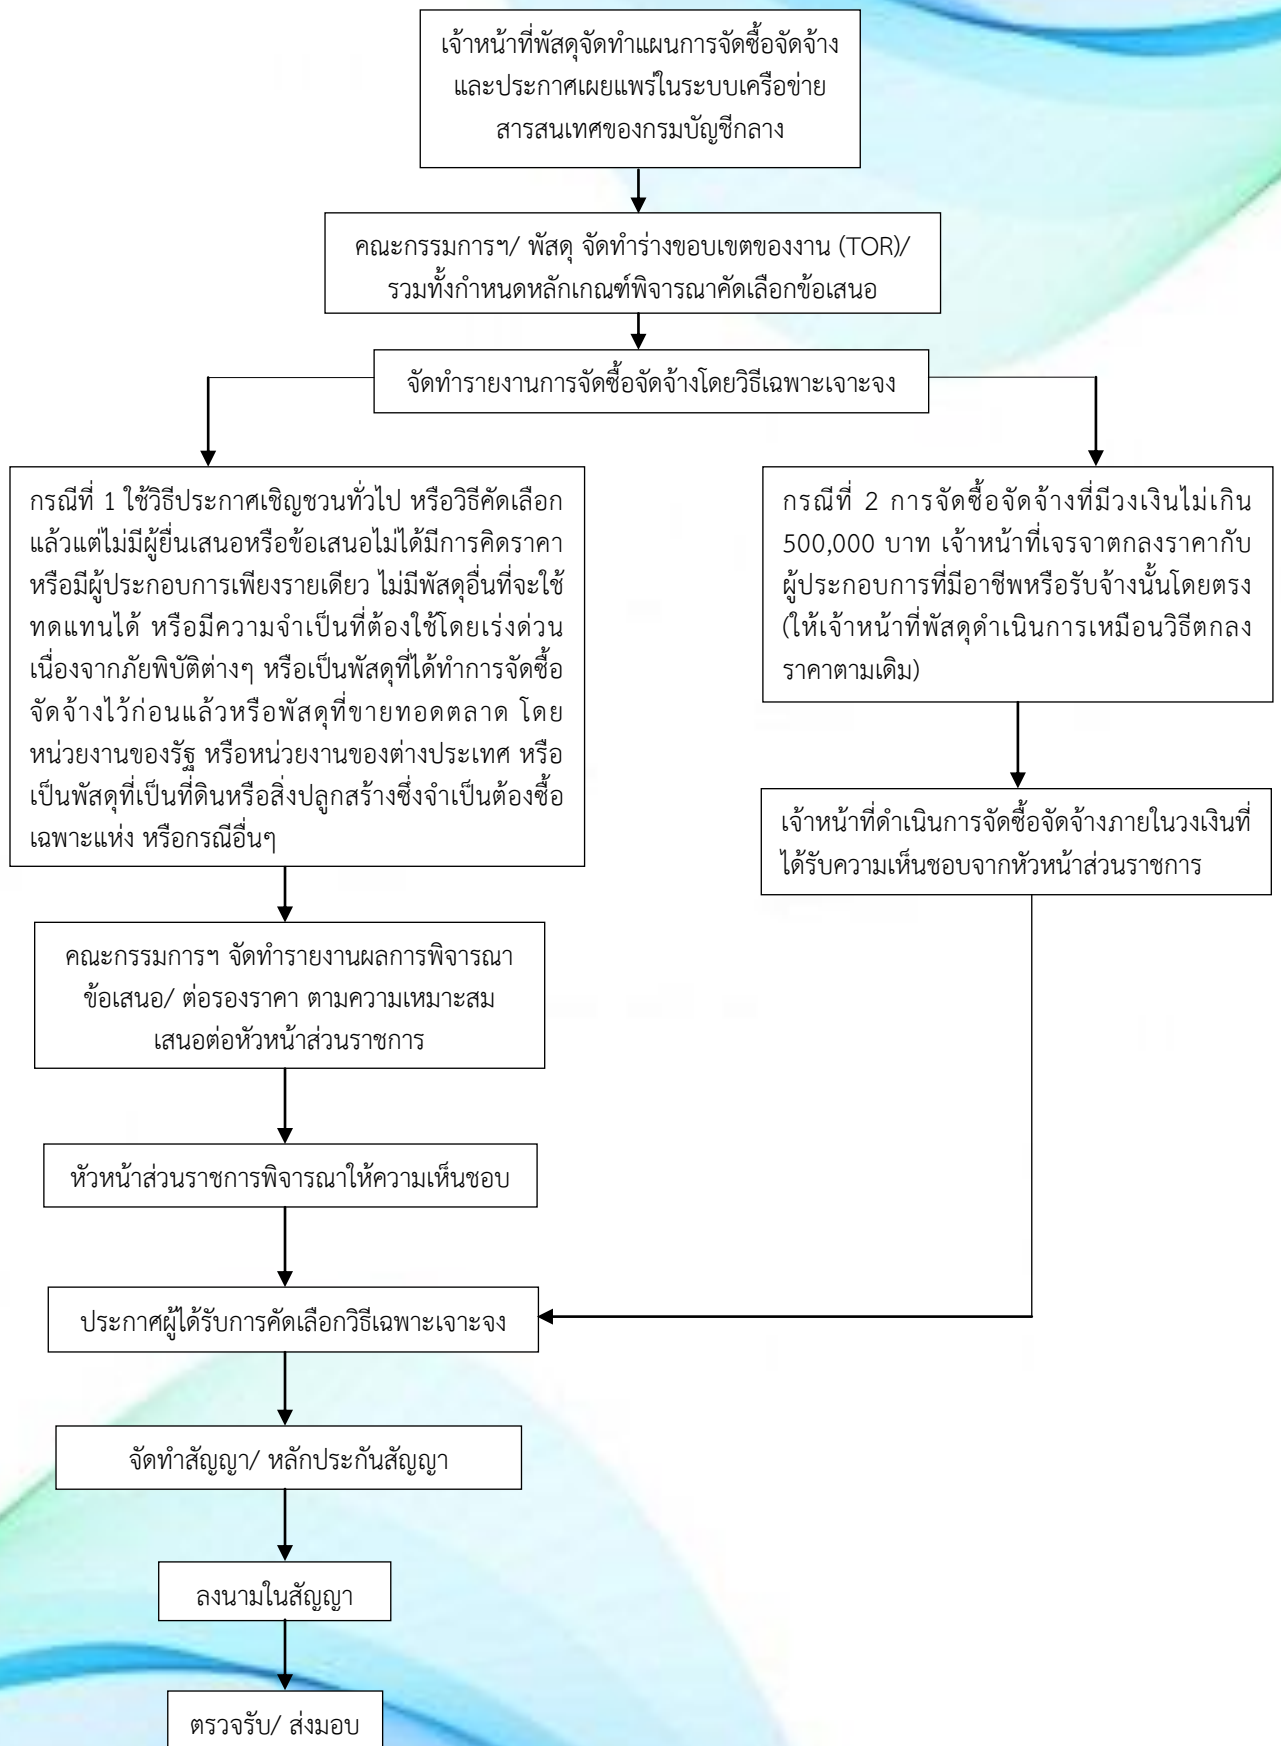 เจ้าหน้าที่พัสดุจัดทำแผนการจัดซื้อจัดจ้าง
และประกาศเผยแพร่ในระบบเครือข่าย
สารสนเทศของกรมบัญชีกลาง
คณะกรรมการฯ/ พัสดุ จัดทำร่างขอบเขตของงาน (TOR)/
รวมทั้งกำหนดหลักเกณฑ์พิจารณาคัดเลือกข้อเสนอ
จัดทำรายงานการจัดซื้อจัดจ้างโดยวิธีเฉพาะเจาะจง
กรณีที่ 1 ใช้วิธีประกาศเชิญชวนทั่วไป หรือวิธีคัดเลือก
แล้วแต่ไม่มีผู้ยื่นเสนอหรือข้อเสนอไม่ได้มีการคิดราคา
หรือมีผู้ประกอบการเพียงรายเดียว ไม่มีพัสดุอื่นที่จะใช้
ทดแทนได้ หรือมีความจำเป็นที่ต้องใช้โดยเร่งด่วน
เนื่องจากภัยพิบัติต่างๆ หรือเป็นพัสดุที่ได้ทำการจัดซื้อ
จัดจ้างไว้ก่อนแล้วหรือพัสดุที่ขายทอดตลาด โดย
หน่วยงานของรัฐ หรือหน่วยงานของต่างประเทศ หรือ
เป็นพัสดุที่เป็นที่ดินหรือสิ่งปลูกสร้างซึ่งจำเป็นต้องซื้อ
เฉพาะแห่ง หรือกรณีอื่นๆ
กรณีที่ 2 การจัดซื้อจัดจ้างที่มีวงเงินไม่เกิน
500,000 บาท เจ้าหน้าที่เจรจาตกลงราคากับ
ผู้ประกอบการที่มีอาชีพหรือรับจ้างนั้นโดยตรง
(ให้เจ้าหน้าที่พัสดุดำเนินการเหมือนวิธีตกลง
ราคาตามเดิม)
เจ้าหน้าที่ดำเนินการจัดซื้อจัดจ้างภายในวงเงินที่
ได้รับความเห็นชอบจากหัวหน้าส่วนราชการ
คณะกรรมการฯ จัดทำรายงานผลการพิจารณา
ข้อเสนอ/ ต่อรองราคา ตามความเหมาะสม
เสนอต่อหัวหน้าส่วนราชการ
หัวหน้าส่วนราชการพิจารณาให้ความเห็นชอบ
ประกาศผู้ได้รับการคัดเลือกวิธีเฉพาะเจาะจง
จัดทำสัญญา/ หลักประกันสัญญา
ลงนามในสัญญา
ตรวจรับ/ ส่งมอบ